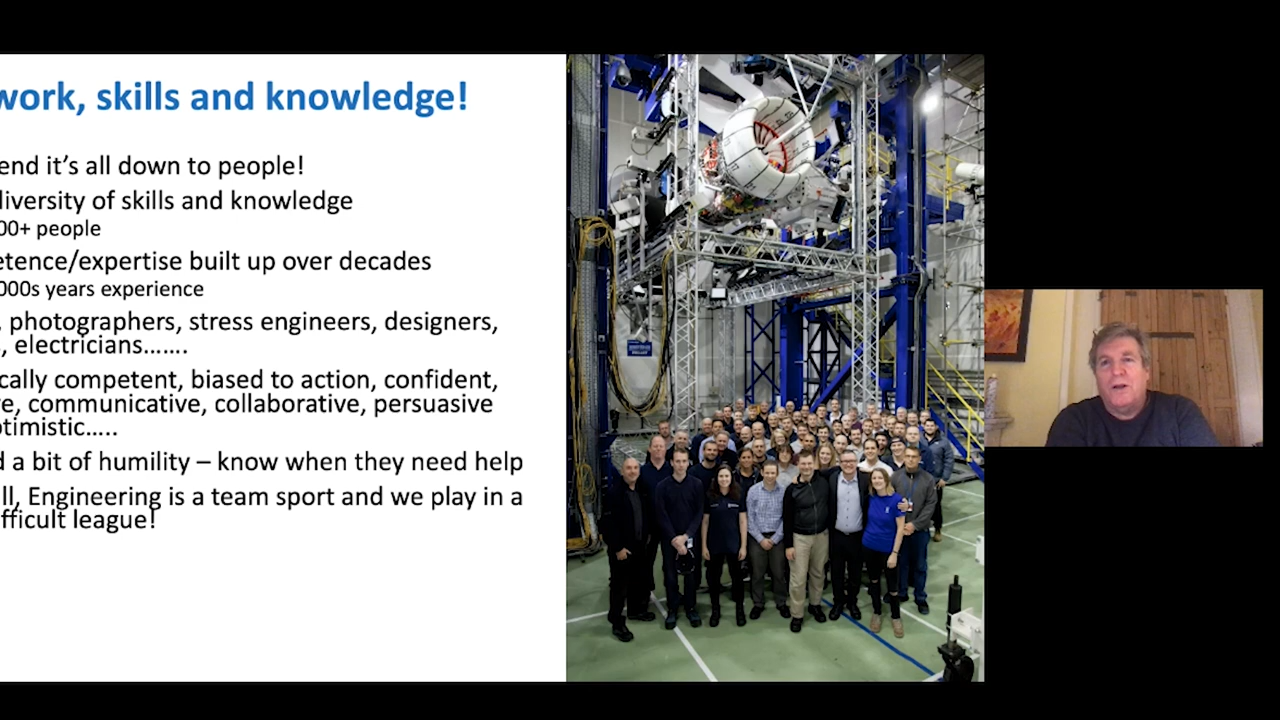 work, skills and knowledge!
end it's all down to people!
diversity of skills and knowledge
00+ people
etence/expertise built up over decades
000s years experience
, photographers, stress engineers, designers,
s, electricians…….
cally competent, biased to action, confident,
ve, communicative, collaborative, persuasive
ptimistic…..
d a bit of humility – know when they need help
ll, Engineering is a team sport and we play in a
fficult league!